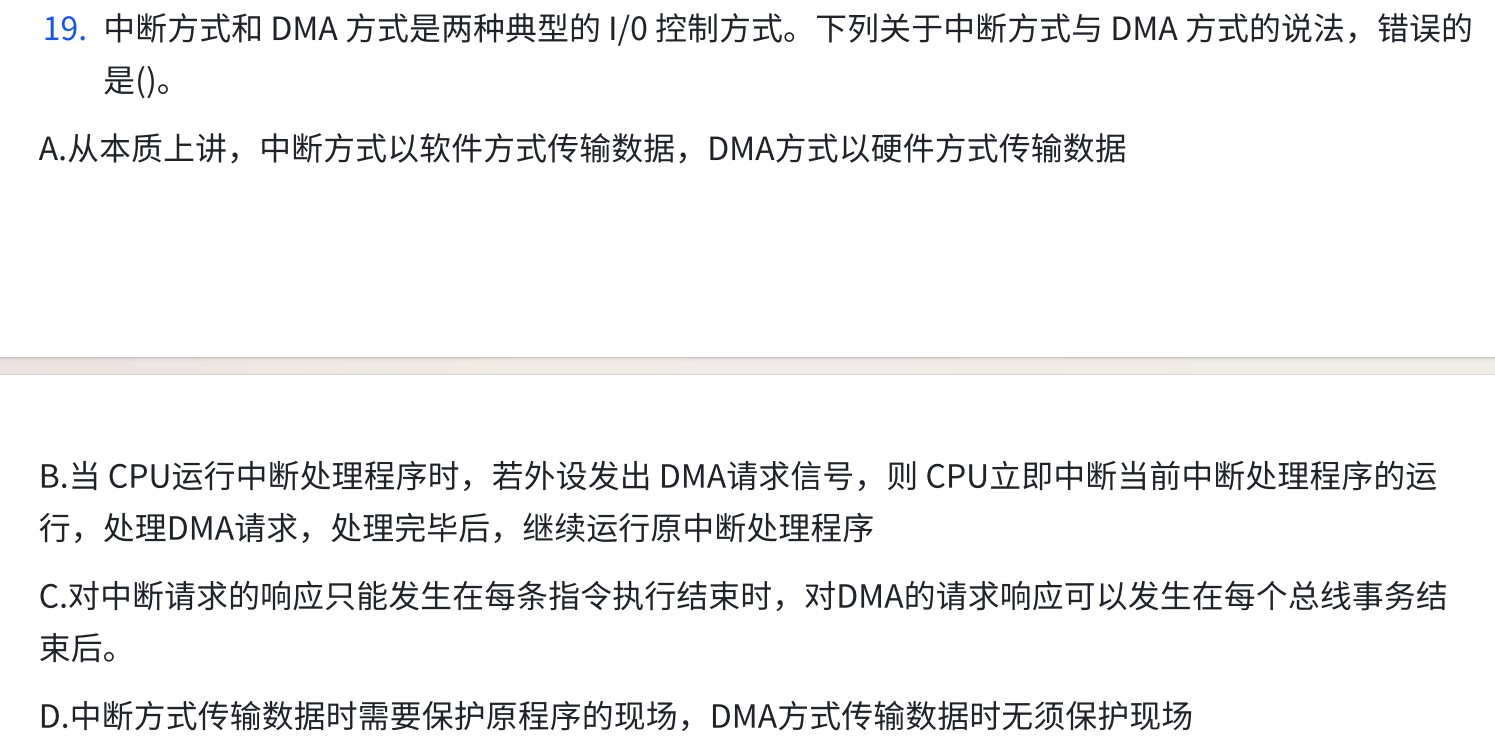 19. 中断方式和 DMA 方式是两种典型的 I/0 控制方式。下列关于中断方式与 DMA 方式的说法，错误的
是()。
A.从本质上讲，中断方式以软件方式传输数据，DMA方式以硬件方式传输数据
B.当 CPU运行中断处理程序时，若外设发出 DMA请求信号，则 CPU立即中断当前中断处理程序的运
行，处理DMA请求，处理完毕后，继续运行原中断处理程序
C.对中断请求的响应只能发生在每条指令执行结束时，对DMA的请求响应可以发生在每个总线事务结
束后。
D.中断方式传输数据时需要保护原程序的现场，DMA方式传输数据时无须保护现场